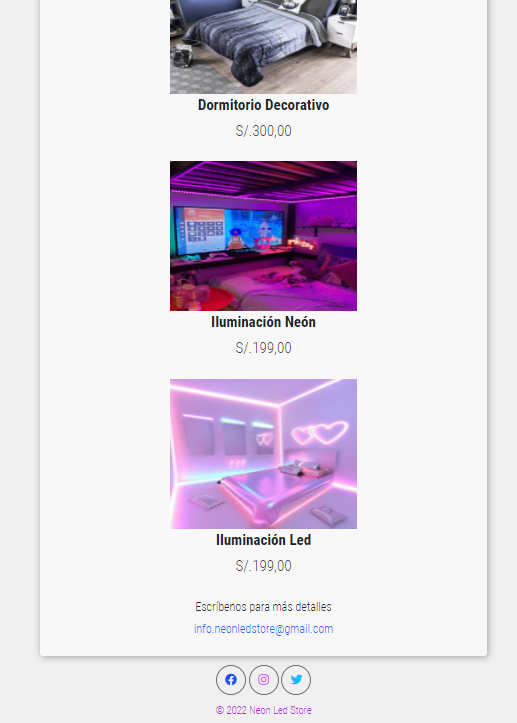 Dormitorio Decorativo
S/.300,00
Iluminación Neón
S/.199,00
Iluminación Led
S/.199,00
Escríbenos para más detalles
info.neonledstore@gmail.com
© 2022 Neon Led Store